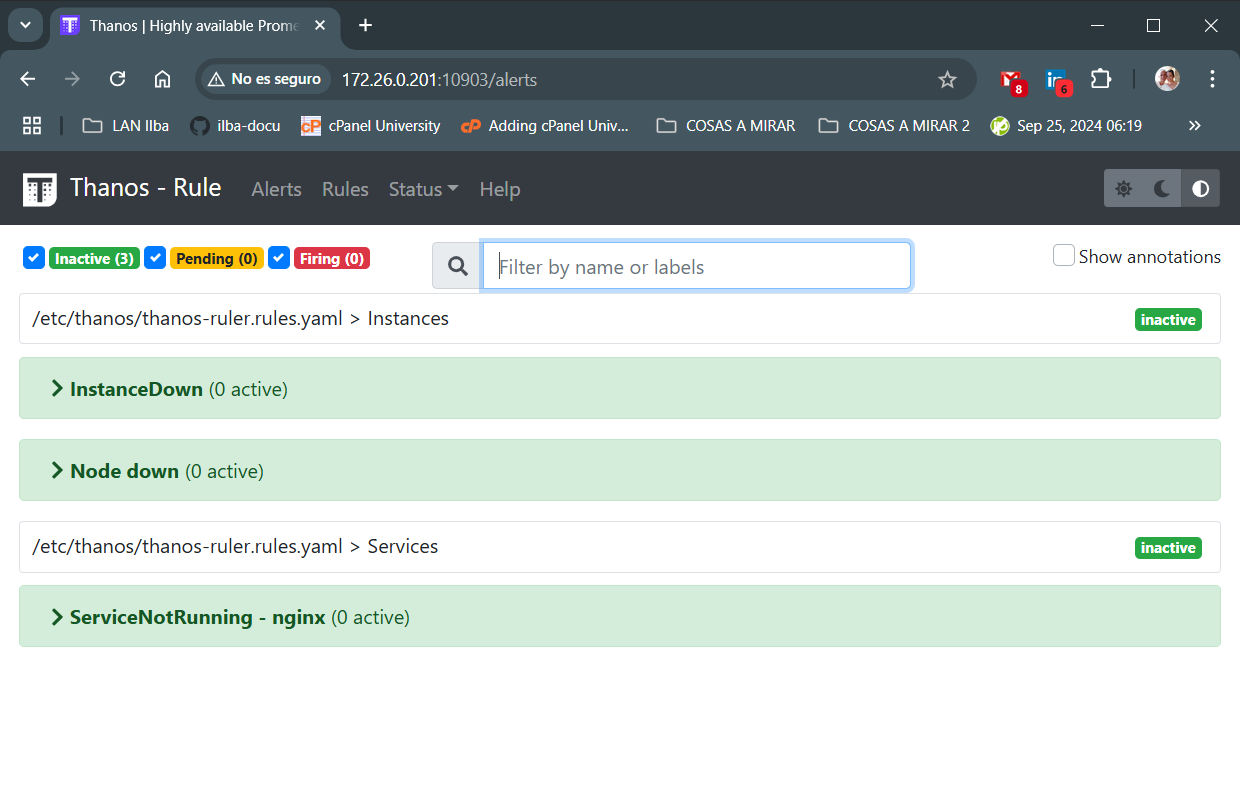 Thanos | Highly available Prome
No es seguro 172.26.0.201:10903/alerts
8 6
LAN Ilba ilba-docu cPanel University Adding cPanel Univ... COSAS A MIRAR COSAS A MIRAR 2 Sep 25, 2024 06:19
Thanos - Rule Alerts Rules Status Help
Inactive (3) Pending (0) Firing (0) Filter by name or labels Show annotations
/etc/thanos/thanos-ruler.rules.yaml > Instances inactive
InstanceDown (0 active)
Node down (0 active)
/etc/thanos/thanos-ruler.rules.yaml > Services inactive
ServiceNotRunning - nginx (0 active)